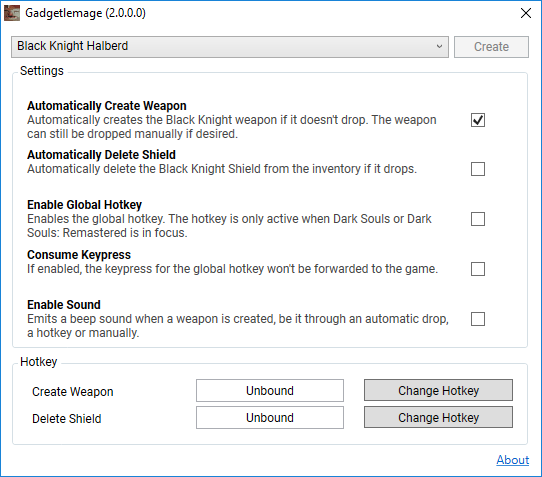 GadgetIemage (2.0.0.0)
Black Knight Halberd
Create
Settings
Automatically Create Weapon
Automatically creates the Black Knight weapon if it doesn't drop. The weapon
can still be dropped manually if desired.
Automatically Delete Shield
Automatically delete the Black Knight Shield from the inventory if it drops.
Enable Global Hotkey
Enables the global hotkey. The hotkey is only active when Dark Souls or Dark
Souls: Remastered is in focus.
Consume Keypress
If enabled, the keypress for the global hotkey won't be forwarded to the game.
Enable Sound
Emits a beep sound when a weapon is created, be it through an automatic drop,
a hotkey or manually.
Hotkey
Create Weapon
Unbound
Change Hotkey
Delete Shield
Unbound
Change Hotkey
About